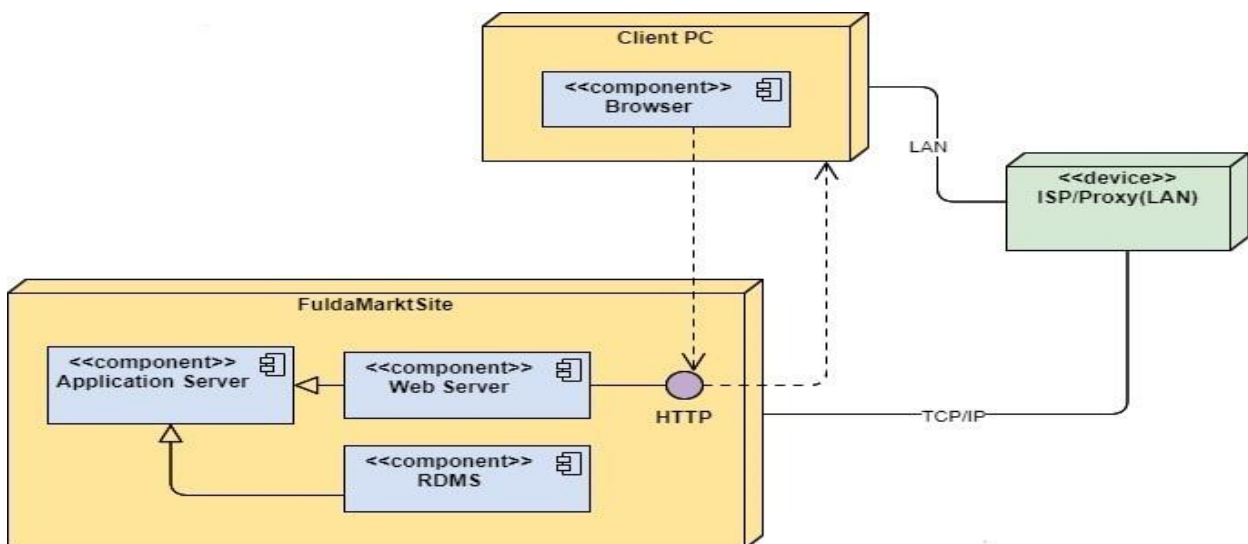 Client PC
<<component>>
Browser
LAN
<<device>>
ISP/Proxy(LAN)
FuldaMarktSite
<<component>>
Application Server
<<component>>
Web Server
HTTP
TCP/IP
<<component>>
RDMS